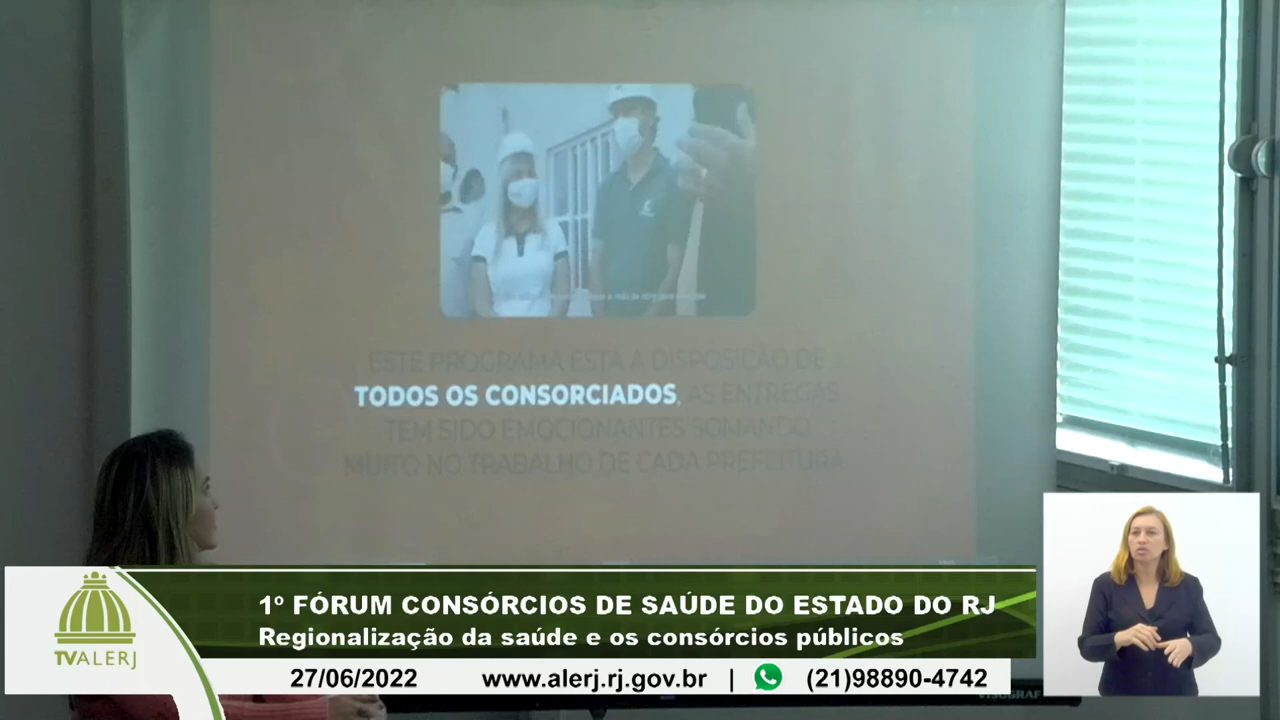 ESTE PROGRAMA ESTÁ A DISPOSIÇÃO DE
TODOS OS CONSORCIADOS, AS ENTREGAS
TEM SIDO EMOCIONANTES SOMANDO
MUITO NO TRABALHO DE CADA PREFEITURA
1º FÓRUM CONSÓRCIOS DE SAÚDE DO ESTADO DO RJ
Regionalização da saúde e os consórcios públicos
TVALERJ
27/06/2022 www.alerj.rj.gov.br | (21)98890-4742
VISOGRAF